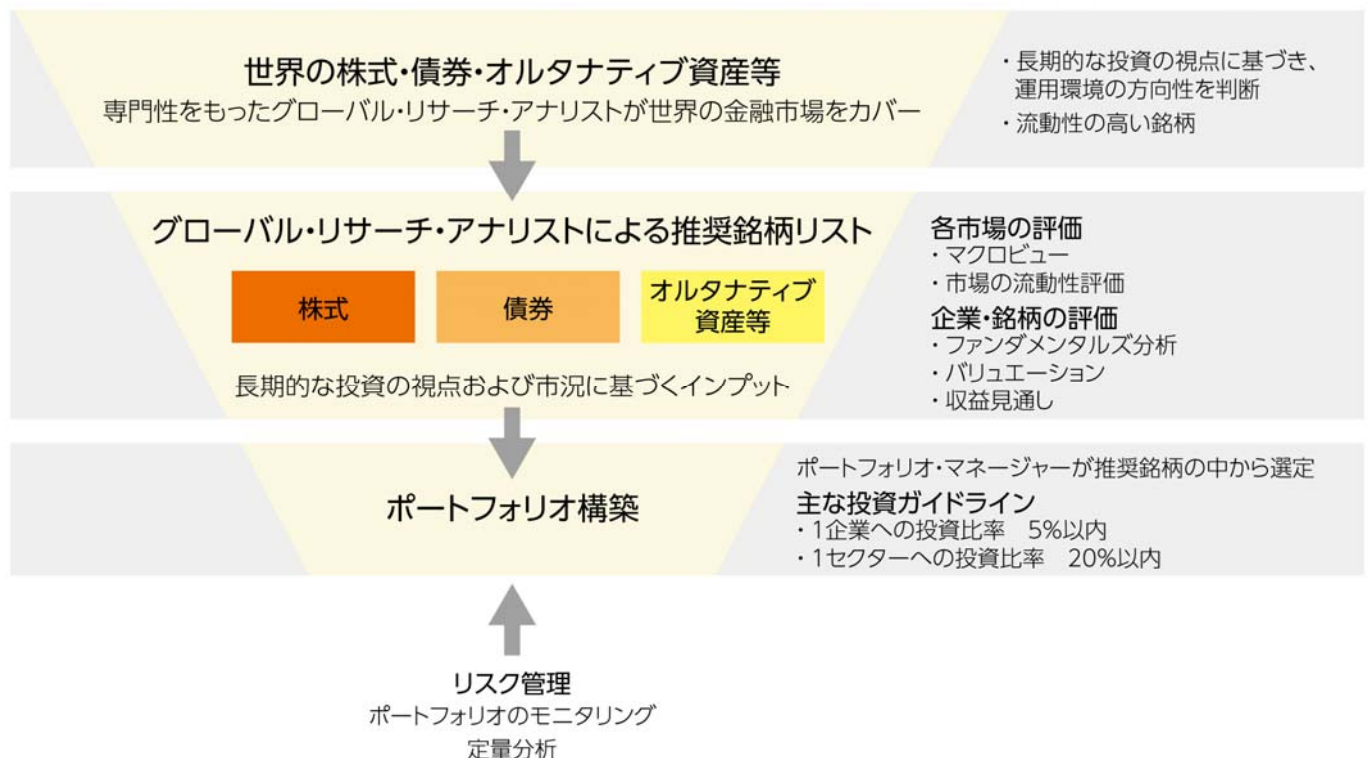 世界の株式・債券・オルタナティブ資産等
専門性をもったグローバル・リサーチ・アナリストが世界の金融市場をカバー
・長期的な投資の視点に基づき、
運用環境の方向性を判断
・流動性の高い銘柄
グローバル・リサーチ・アナリストによる推奨銘柄リスト
株式
債券
オルタナティブ
資産等
長期的な投資の視点および市況に基づくインプット
各市場の評価
・マクロビュー
・市場の流動性評価
企業・銘柄の評価
・ファンダメンタルズ分析
・バリュエーション
・収益見通し
ポートフォリオ構築
ポートフォリオ・マネージャーが推奨銘柄の中から選定
主な投資ガイドライン
・1企業への投資比率　5%以内
・1セクターへの投資比率　20%以内
リスク管理
ポートフォリオのモニタリング
定量分析